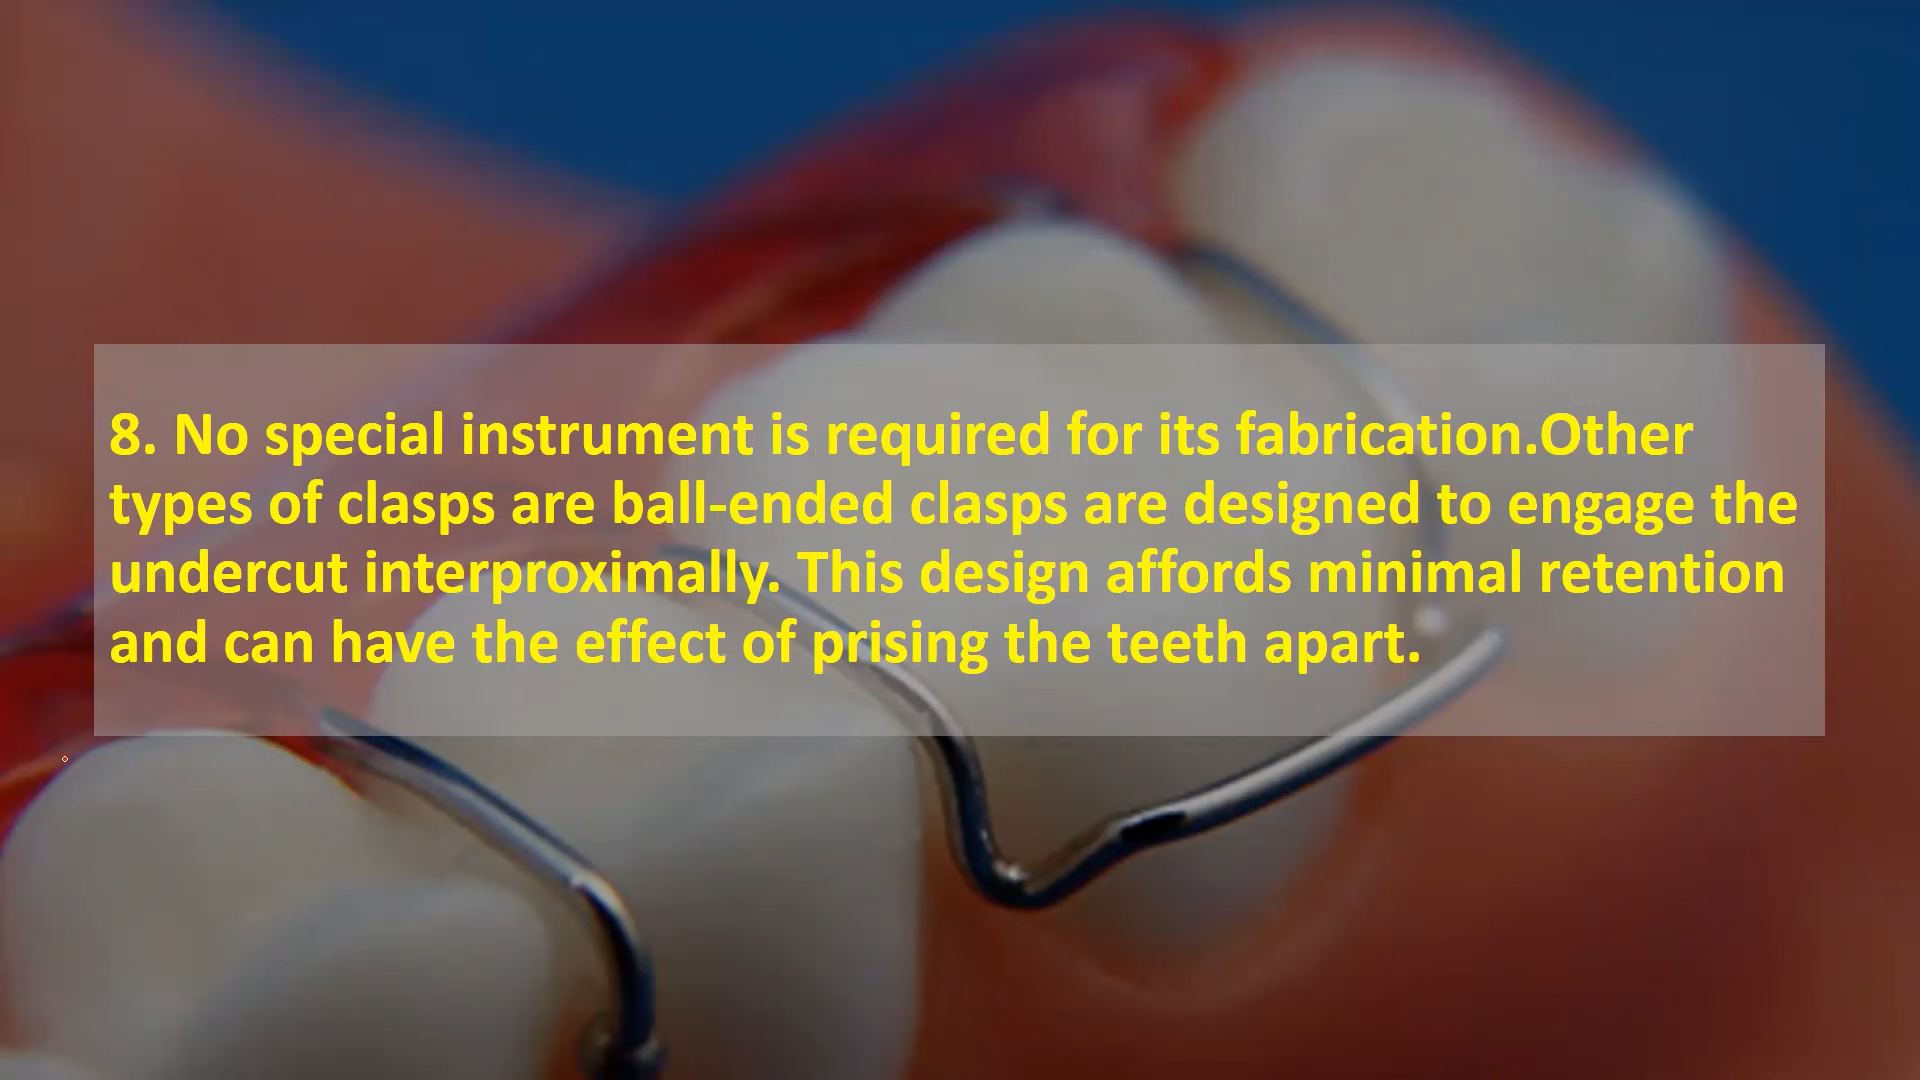 8. No special instrument is required for its fabrication.Other
types of clasps are ball-ended clasps are designed to engage the
undercut interproximally. This design affords minimal retention
and can have the effect of prising the teeth apart.